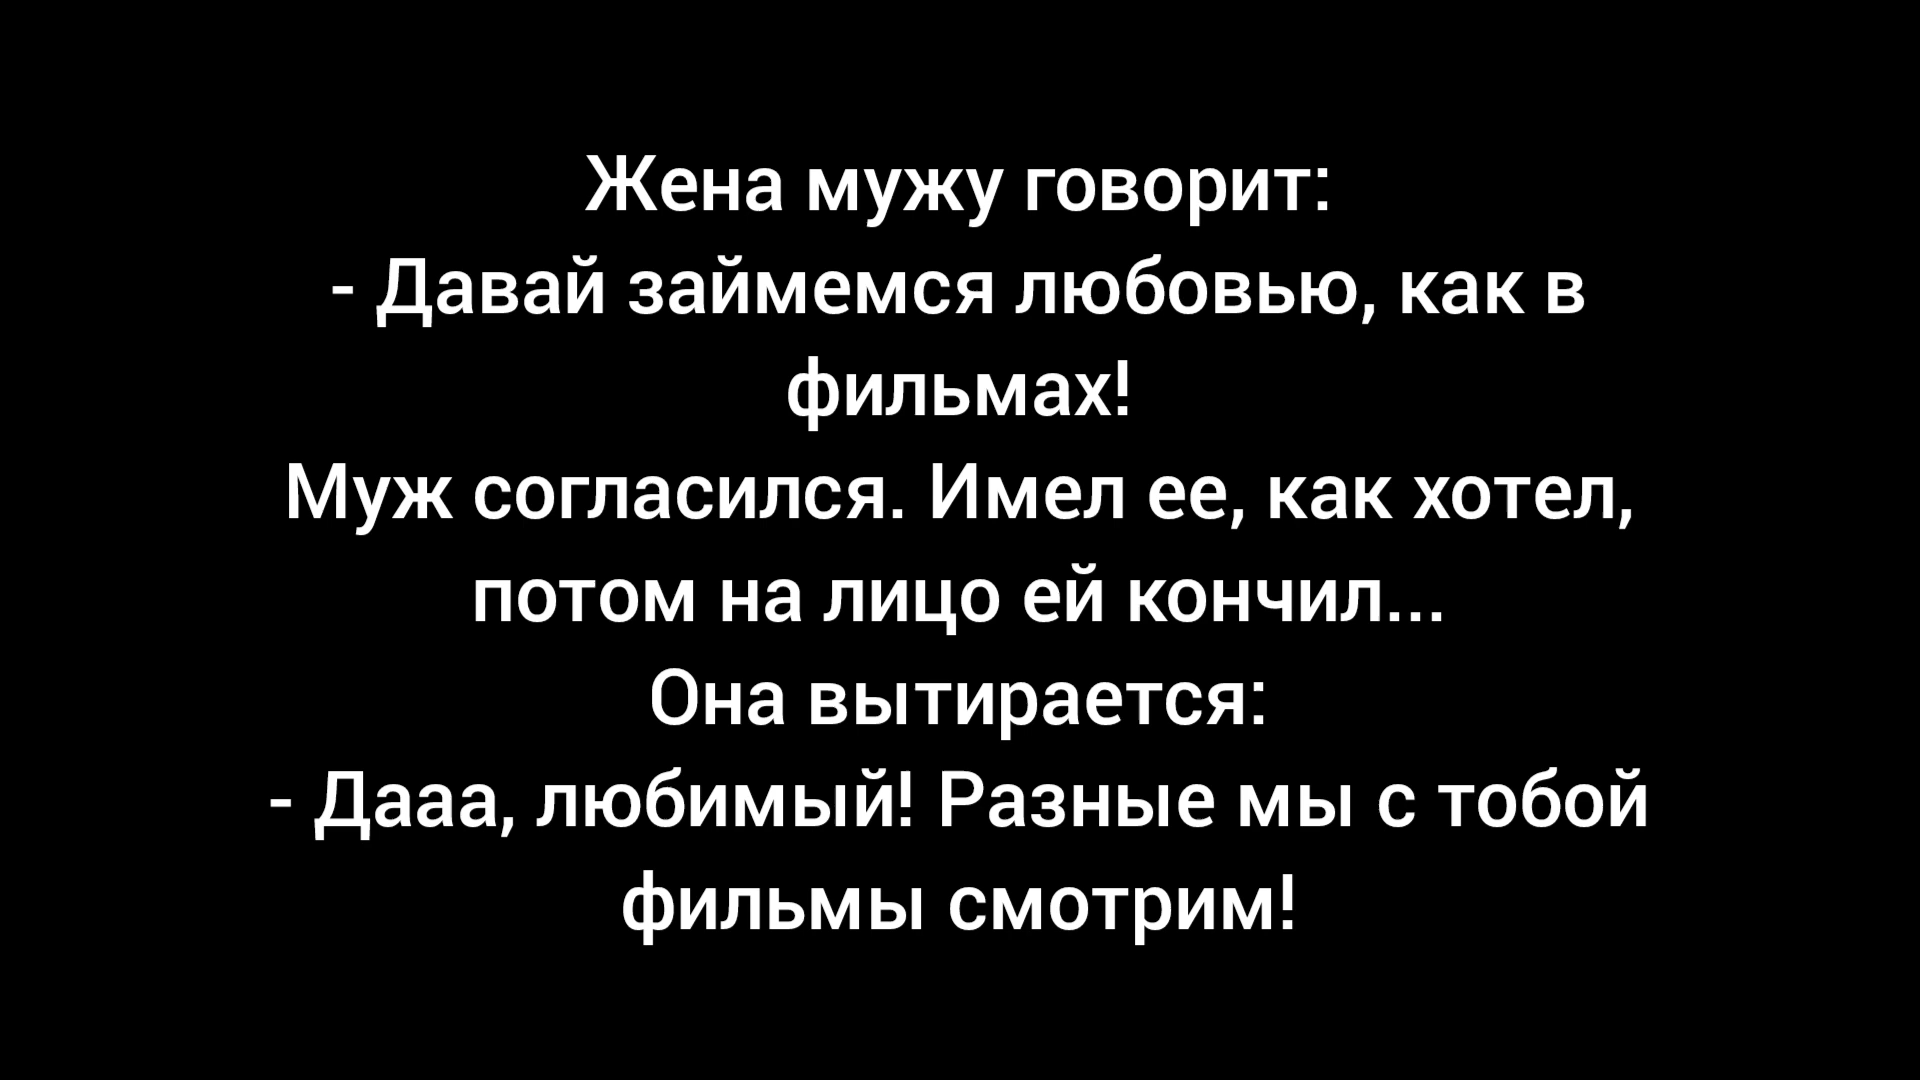 Жена мужу говорит:
- Давай займемся любовью, как в
фильмах!
Муж согласился. Имел ее, как хотел,
потом на лицо ей кончил...
Она вытирается:
- Дааа, любимый! Разные мы с тобой
фильмы смотрим!